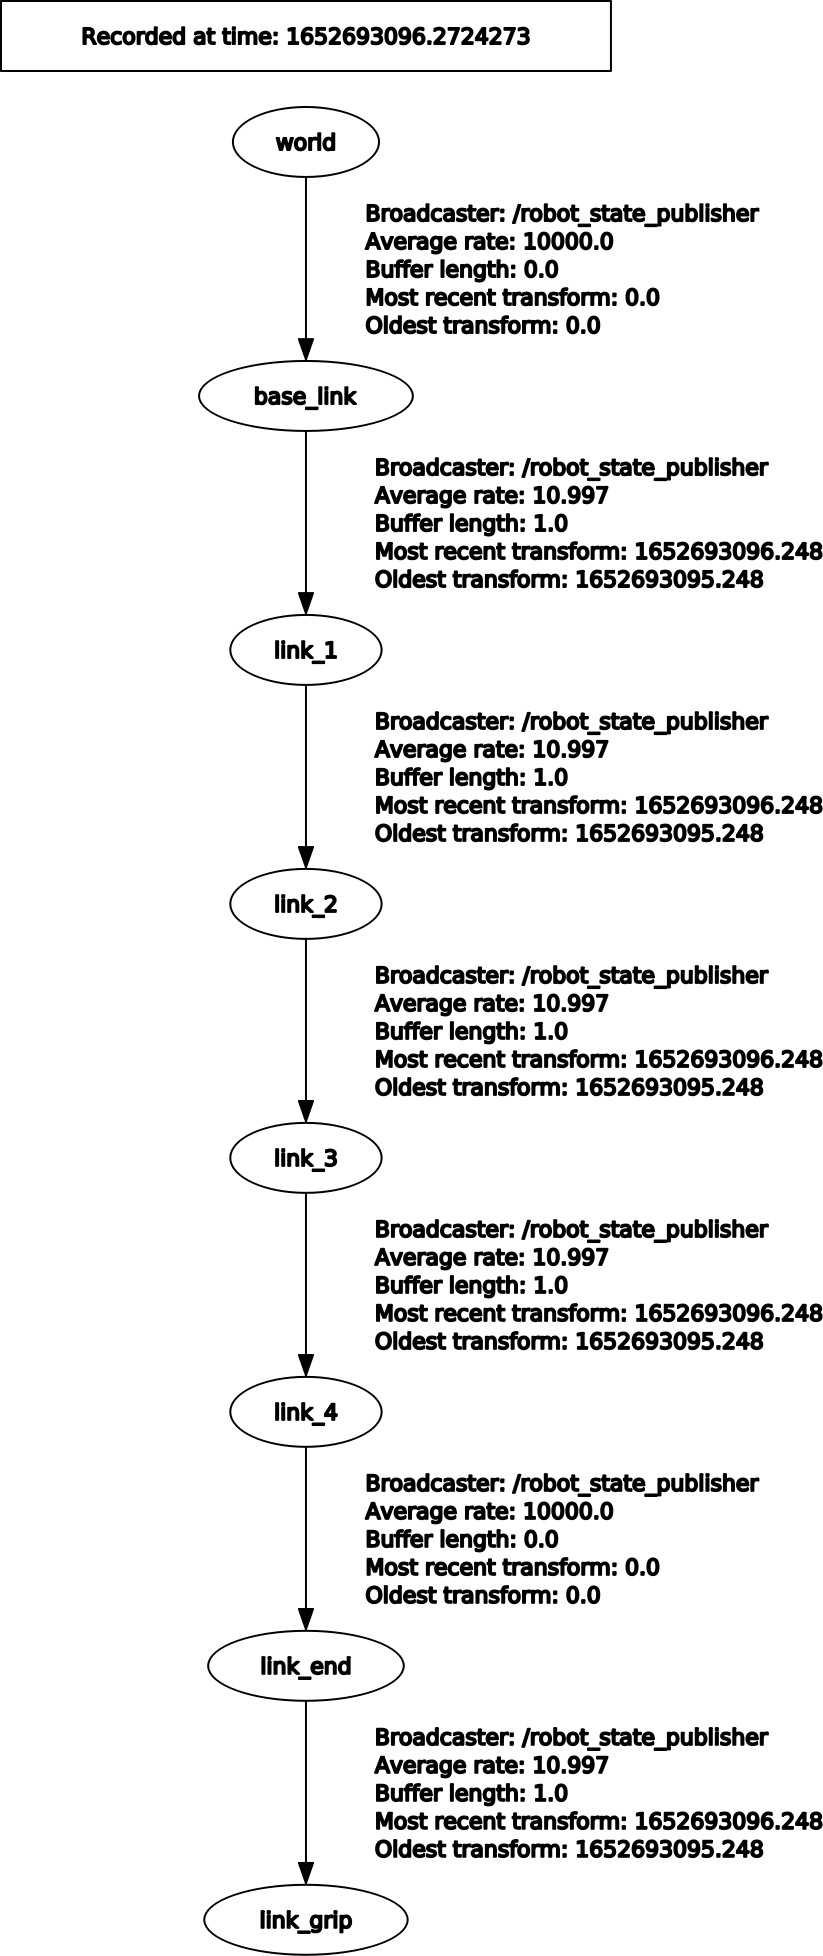 Recorded at time: 1652693096.2724273
world
Broadcaster: /robot_state_publisher
Average rate: 10000.0
Buffer length: 0.0
Most recent transform: 0.0
Oldest transform: 0.0
base_link
Broadcaster: /robot_state_publisher
Average rate: 10.997
Buffer length: 1.0
Most recent transform: 1652693096.248
Oldest transform: 1652693095.248
link_1
Broadcaster: /robot_state_publisher
Average rate: 10.997
Buffer length: 1.0
Most recent transform: 1652693096.248
Oldest transform: 1652693095.248
link_2
Broadcaster: /robot_state_publisher
Average rate: 10.997
Buffer length: 1.0
Most recent transform: 1652693096.248
Oldest transform: 1652693095.248
link_3
Broadcaster: /robot_state_publisher
Average rate: 10.997
Buffer length: 1.0
Most recent transform: 1652693096.248
Oldest transform: 1652693095.248
link_4
Broadcaster: /robot_state_publisher
Average rate: 10000.0
Buffer length: 0.0
Most recent transform: 0.0
Oldest transform: 0.0
link_end
Broadcaster: /robot_state_publisher
Average rate: 10.997
Buffer length: 1.0
Most recent transform: 1652693096.248
Oldest transform: 1652693095.248
link_grip